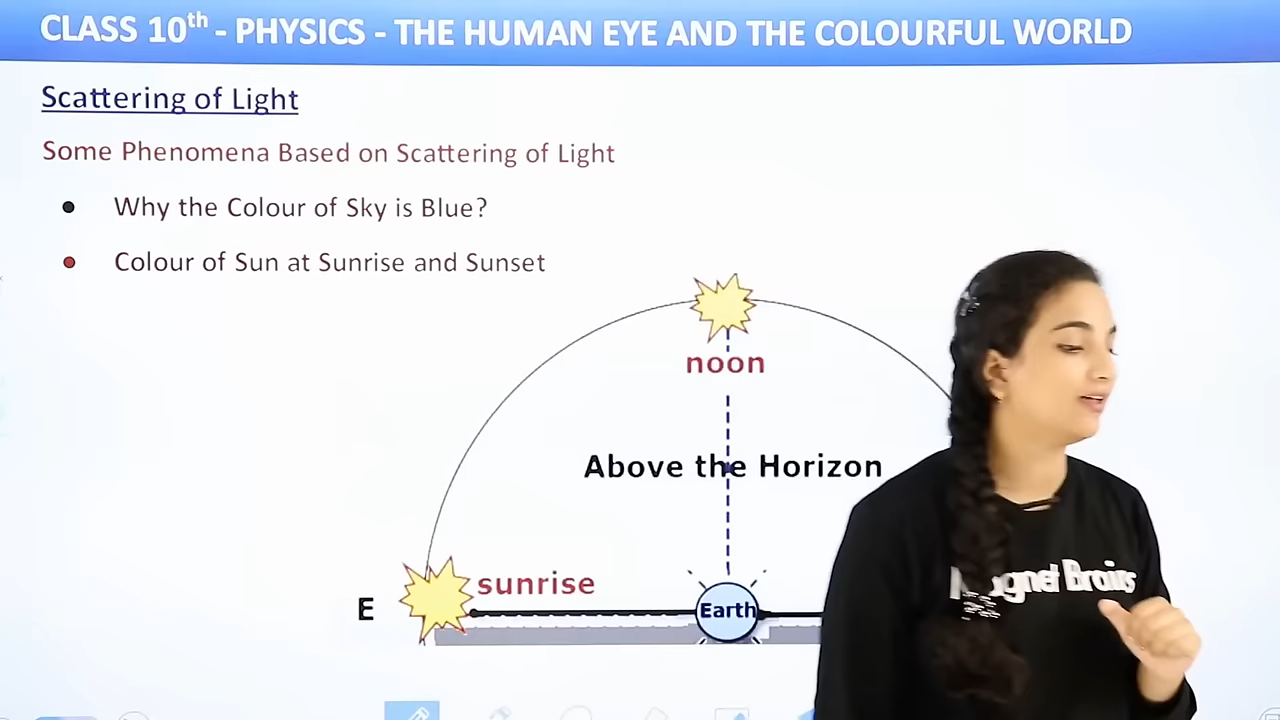 CLASS 10th - PHYSICS - THE HUMAN EYE AND THE COLOURFUL WORLD
Scattering of Light
Some Phenomena Based on Scattering of Light
• Why the Colour of Sky is Blue?
• Colour of Sun at Sunrise and Sunset
noon
Above the Horizon
sunrise
E
Earth
Magnet Brains